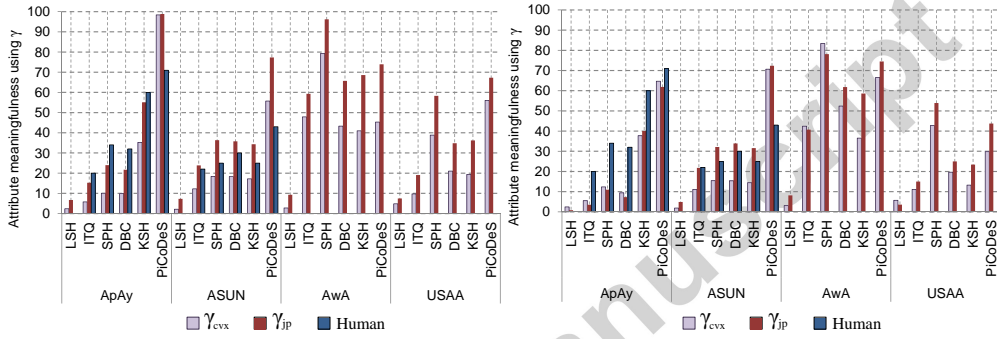 Attribute meaningfulness using γ
100
90
80
70
60
50
40
30
20
10
0
LSH ITQ SPH DBC KSH PiCoDeS LSH ITQ SPH DBC KSH PiCoDeS LSH ITQ SPH DBC KSH PiCoDeS LSH ITQ SPH DBC KSH PiCoDeS
ApAy ASUN AwA USAA
γcvx γjp Human
Attribute meaningfulness using γ
100
90
80
70
60
50
40
30
20
10
0
LSH ITQ SPH DBC KSH PiCoDeS LSH ITQ SPH DBC KSH PiCoDeS LSH ITQ SPH DBC KSH PiCoDeS LSH ITQ SPH DBC KSH PiCoDeS
ApAy ASUN AwA USAA
γcvx γjp Human
nuscript